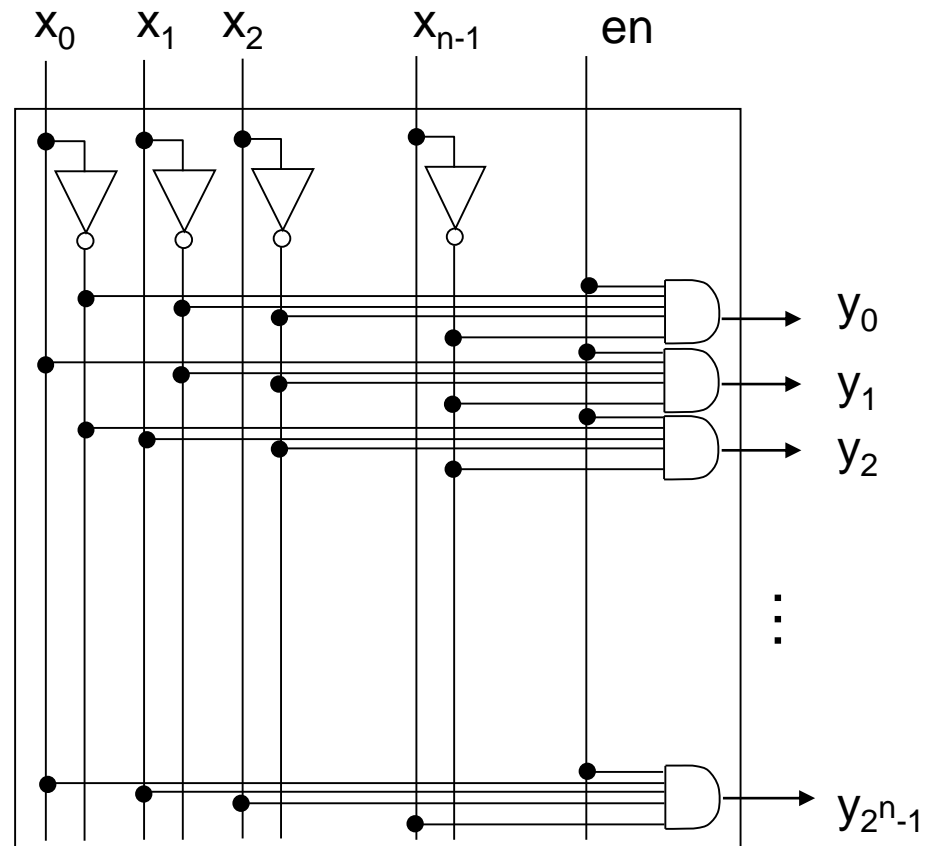 x₀ x₁ x₂ xₙ₋₁ en
y₀
y₁
y₂
⋮
y₂ⁿ₋₁